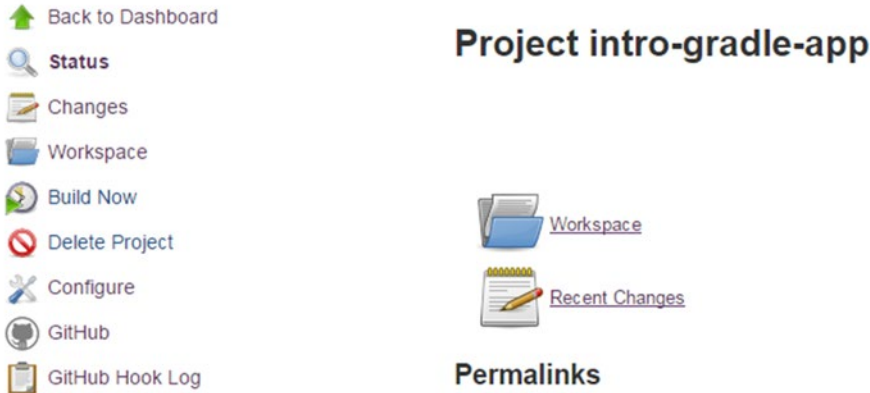 Back to Dashboard
Status
Changes
Workspace
Build Now
Delete Project
Configure
GitHub
GitHub Hook Log
Project intro-gradle-app
Workspace
Recent Changes
Permalinks